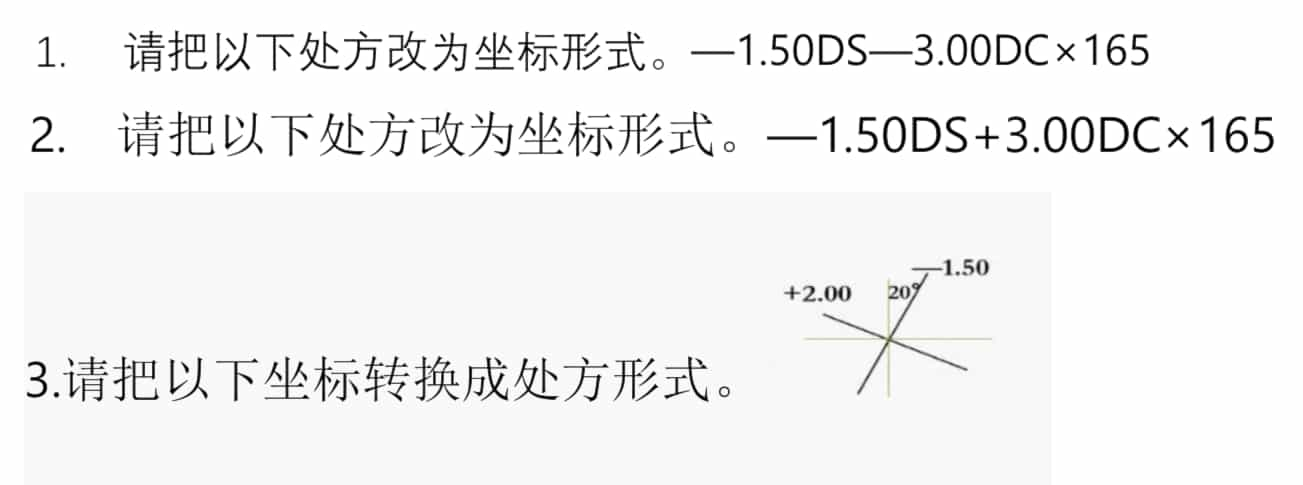 1. 请把以下处方改为坐标形式。—1.50DS—3.00DC×165
2. 请把以下处方改为坐标形式。—1.50DS+3.00DC×165
—1.50
+2.00
20°
3.请把以下坐标转换成处方形式。